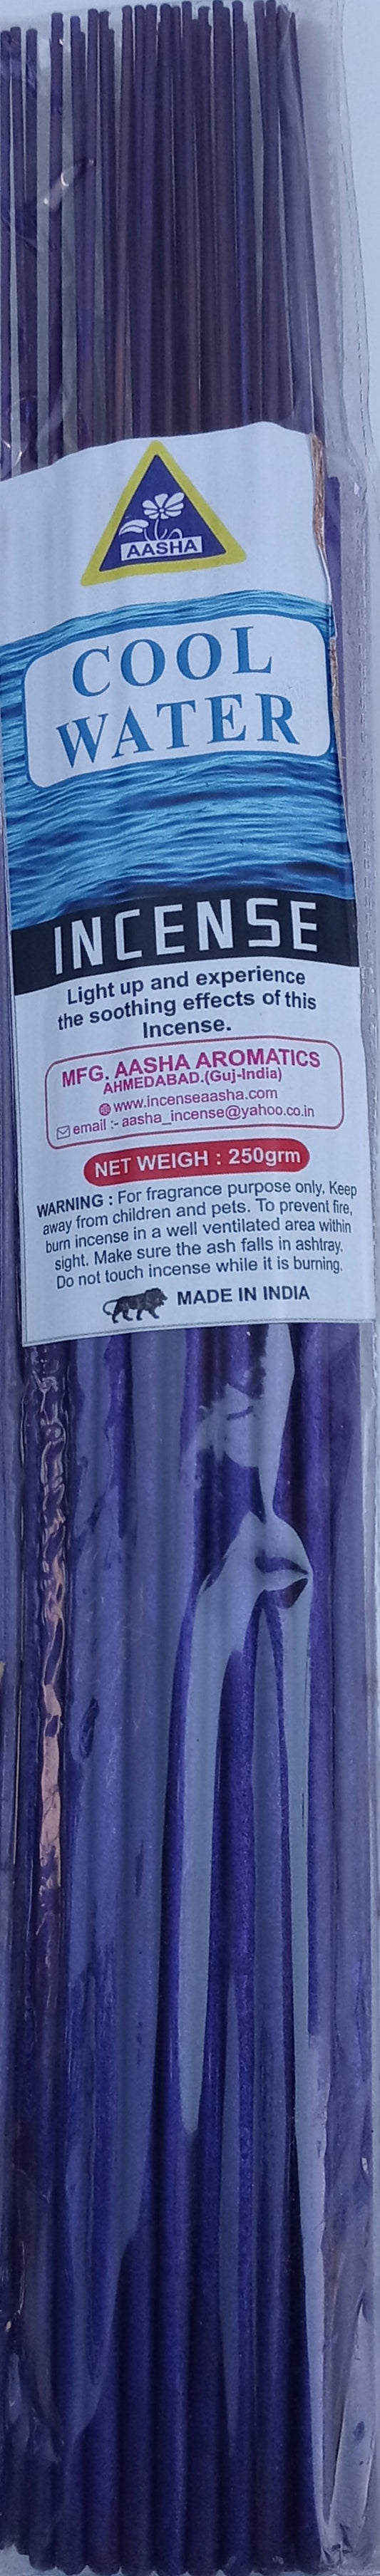 AASHA
COOL
WATER
INCENSE
Light up and experience
the soothing effects of this
Incense.
MFG. AASHA AROMATICS
AHMEDABAD.(Guj-India)
www.incenseaasha.com
email :- aasha_incense@yahoo.co.in
NET WEIGH : 250grm
WARNING : For fragrance purpose only, Keep
away from children and pets. To prevent fire,
burn incense in a well ventilated area within
sight. Make sure the ash falls in ashtray.
Do not touch incense while it is burning.
MADE IN INDIA